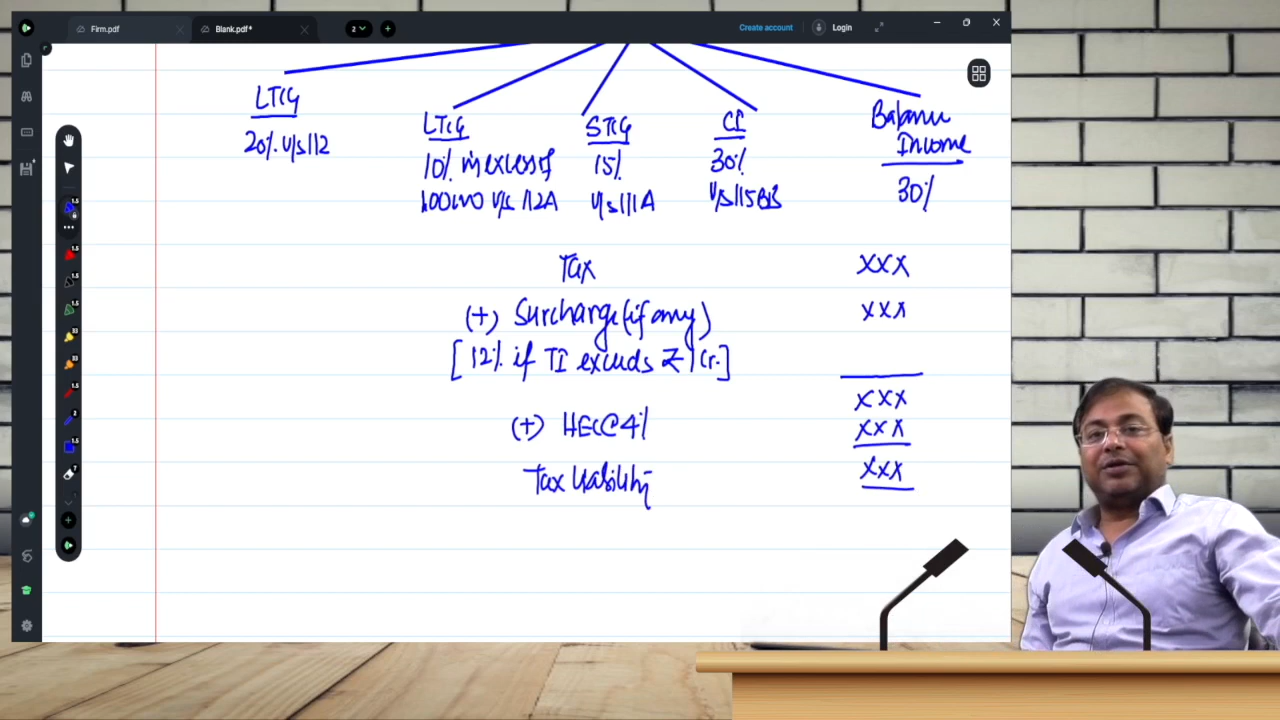 Firm.pdf
Blank.pdf*
2
Create account
Login
LTCG
20% u/s 112
LTCG
10% in excess of
100000 u/s 112A
STCG
15%
u/s 111A
CI
30%
u/s 115BB
Balance
Income
30%
Tax XXX
(+) Surcharge (if any) XXX
[12% if TI exceeds ₹ 1 Cr.]
XXX
(+) HEC@4% XXX
Tax liability XXX